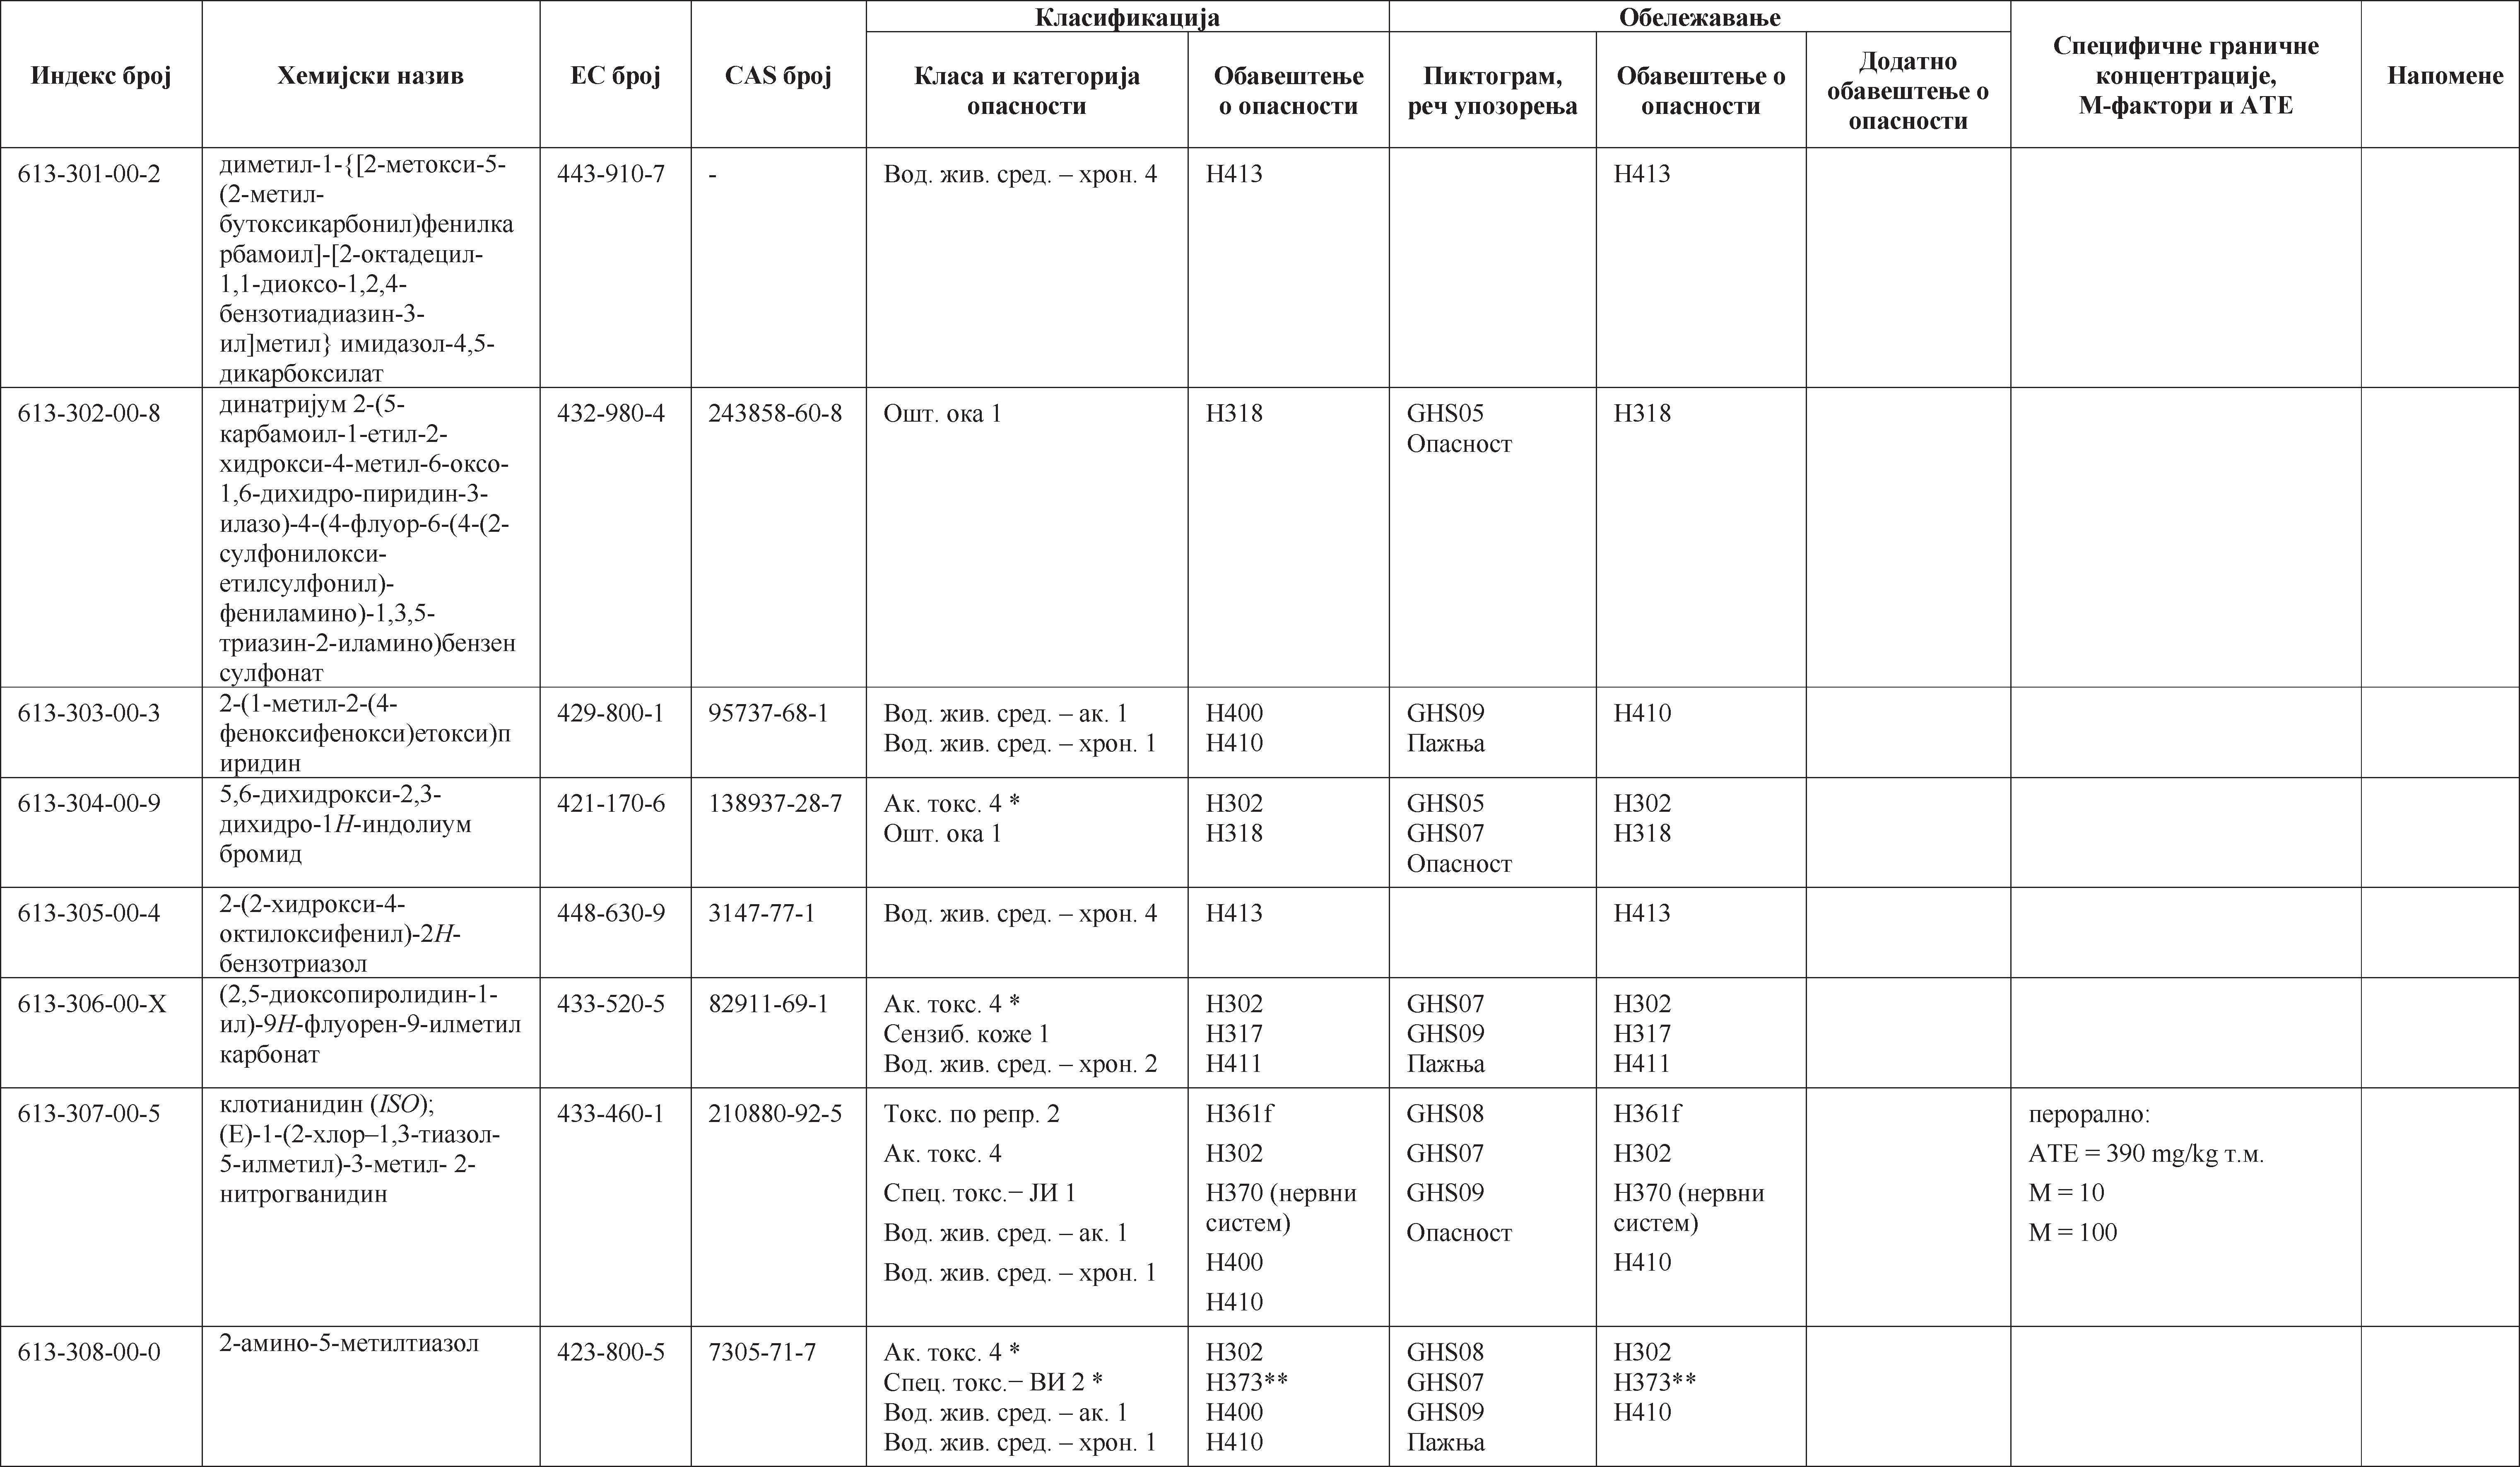 Индекс број
Хемијски назив
ЕС број
CAS број
Класификација
Класа и категорија
опасности
Обавештење
о опасности
Обележавање
Пиктограм,
реч упозорења
Обавештење о
опасности
Додатно
обавештење о
опасности
Специфичне граничне
концентрације,
М-фактори и АТЕ
Напомене
613-301-00-2
диметил-1-{[2-метокси-5-
(2-метил-
бутоксикарбонил)фенилка
рбамоил]-[2-октадецил-
1,1-диоксо-1,2,4-
бензотиадиазин-3-
ил]метил} имидазол-4,5-
дикарбоксилат
443-910-7
-
Вод. жив. сред. – хрон. 4
H413
H413
613-302-00-8
динатријум 2-(5-
карбамоил-1-етил-2-
хидрокси-4-метил-6-оксо-
1,6-дихидро-пиридин-3-
илазо)-4-(4-флуор-6-(4-(2-
сулфонилокси-
етилсулфонил)-
фениламино)-1,3,5-
триазин-2-иламино)бензен
сулфонат
432-980-4
243858-60-8
Ошт. ока 1
H318
GHS05
Опасност
H318
613-303-00-3
2-(1-метил-2-(4-
феноксифенокси)етокси)п
иридин
429-800-1
95737-68-1
Вод. жив. сред. – ак. 1
Вод. жив. сред. – хрон. 1
H400
H410
GHS09
Пажња
H410
613-304-00-9
5,6-дихидрокси-2,3-
дихидро-1H-индолиум
бромид
421-170-6
138937-28-7
Ак. токс. 4 *
Ошт. ока 1
H302
H318
GHS05
GHS07
Опасност
H302
H318
613-305-00-4
2-(2-хидрокси-4-
октилоксифенил)-2H-
бензотриазол
448-630-9
3147-77-1
Вод. жив. сред. – хрон. 4
H413
H413
613-306-00-X
(2,5-диоксопиролидин-1-
ил)-9H-флуорен-9-илметил
карбонат
433-520-5
82911-69-1
Ак. токс. 4 *
Сензиб. коже 1
Вод. жив. сред. – хрон. 2
H302
H317
H411
GHS07
GHS09
Пажња
H302
H317
H411
613-307-00-5
клотианидин (ISO);
(Е)-1-(2-хлор–1,3-тиазол-
5-илметил)-3-метил- 2-
нитрогванидин
433-460-1
210880-92-5
Токс. по репр. 2
Ак. токс. 4
Спец. токс.− ЈИ 1
Вод. жив. сред. – ак. 1
Вод. жив. сред. – хрон. 1
H361f
H302
H370 (нервни
систем)
H400
H410
GHS08
GHS07
GHS09
Опасност
H361f
H302
H370 (нервни
систем)
H410
перорално:
ATE = 390 mg/kg т.м.
M = 10
M = 100
613-308-00-0
2-амино-5-метилтиазол
423-800-5
7305-71-7
Ак. токс. 4 *
Спец. токс.− ВИ 2 *
Вод. жив. сред. – ак. 1
Вод. жив. сред. – хрон. 1
H302
H373**
H400
H410
GHS08
GHS07
GHS09
Пажња
H302
H373**
H410